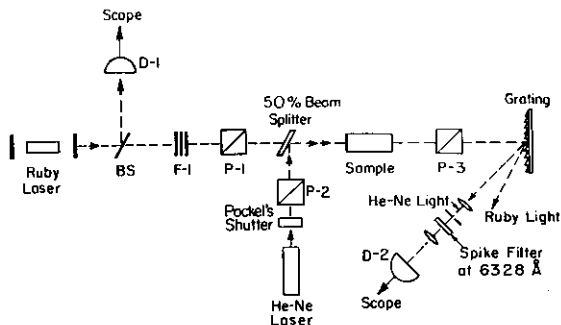 Scope
D-1
50% Beam
Splitter
Grating
Ruby
Laser
BS
F-1
P-1
Sample
P-3
P-2
Pockel's
Shutter
He-Ne Light
Ruby Light
D-2
Spike Filter
at 6328 Å
Scope
He-Ne
Laser